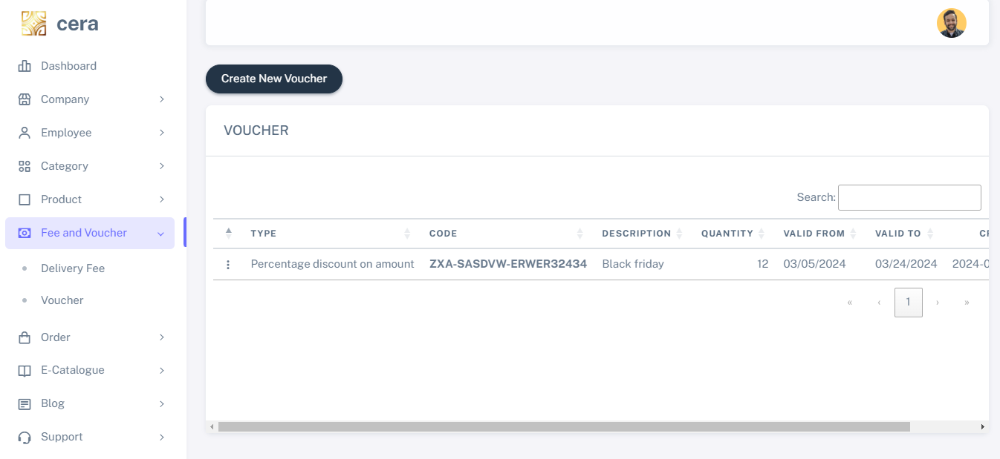 cera
Dashboard
Company
Employee
Category
Product
Fee and Voucher
Delivery Fee
Voucher
Order
E-Catalogue
Blog
Support
Create New Voucher
VOUCHER
Search:
TYPE CODE DESCRIPTION QUANTITY VALID FROM VALID TO
Percentage discount on amount ZXA-SASDVW-ERWER32434 Black friday 12 03/05/2024 03/24/2024 2024-0
« ‹ 1 › »